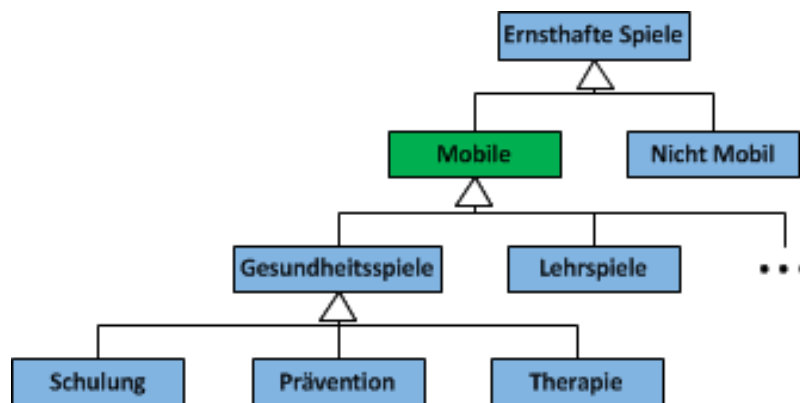 Ernsthafte Spiele
Mobile
Nicht Mobil
Gesundheitsspiele
Lehrspiele
...
Schulung
Prävention
Therapie